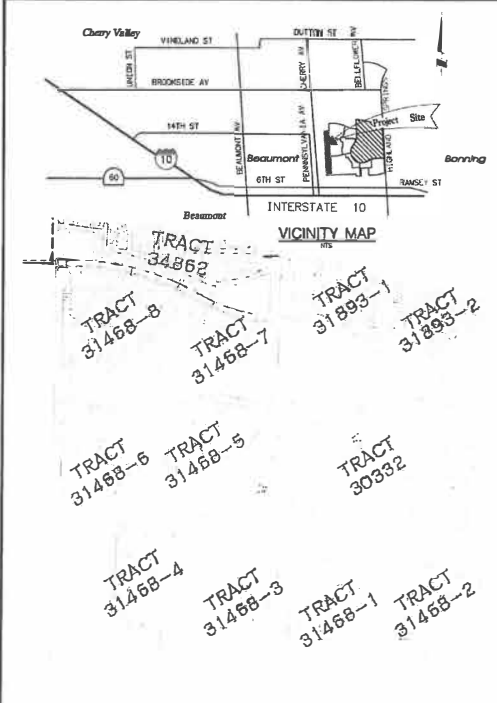 Cherry Valley
VINELAND ST
DUTTON ST
UNION ST
CHERRY AV
BELLFLOWER AV
BROOKSIDE AV
SPRINGS
14TH ST
Project Site
BEAUMONT AV
PENNSYLVANIA AV
HIGHLAND
10
Beaumont
Banning
60
6TH ST
RAMSEY ST
INTERSTATE 10
Beaumont
VICINITY MAP
NTS
TRACT
34862
TRACT
31468-8
TRACT
31468-7
TRACT
31893-1
TRACT
31893-2
TRACT
31468-6
TRACT
31468-5
TRACT
30332
TRACT
31468-4
TRACT
31468-3
TRACT
31468-1
TRACT
31468-2